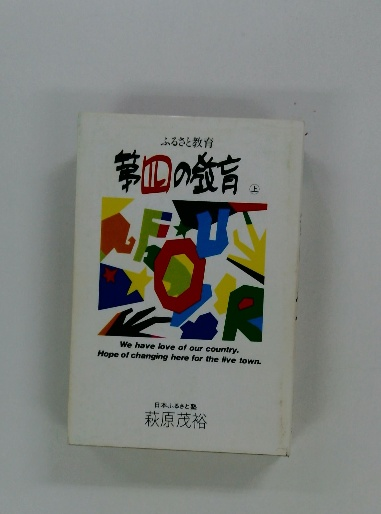 ふるさと教育
第四の教育 上
FOUR
We have love of our country.
Hope of changing here for the live town.
日本ふるさと塾
萩原茂裕